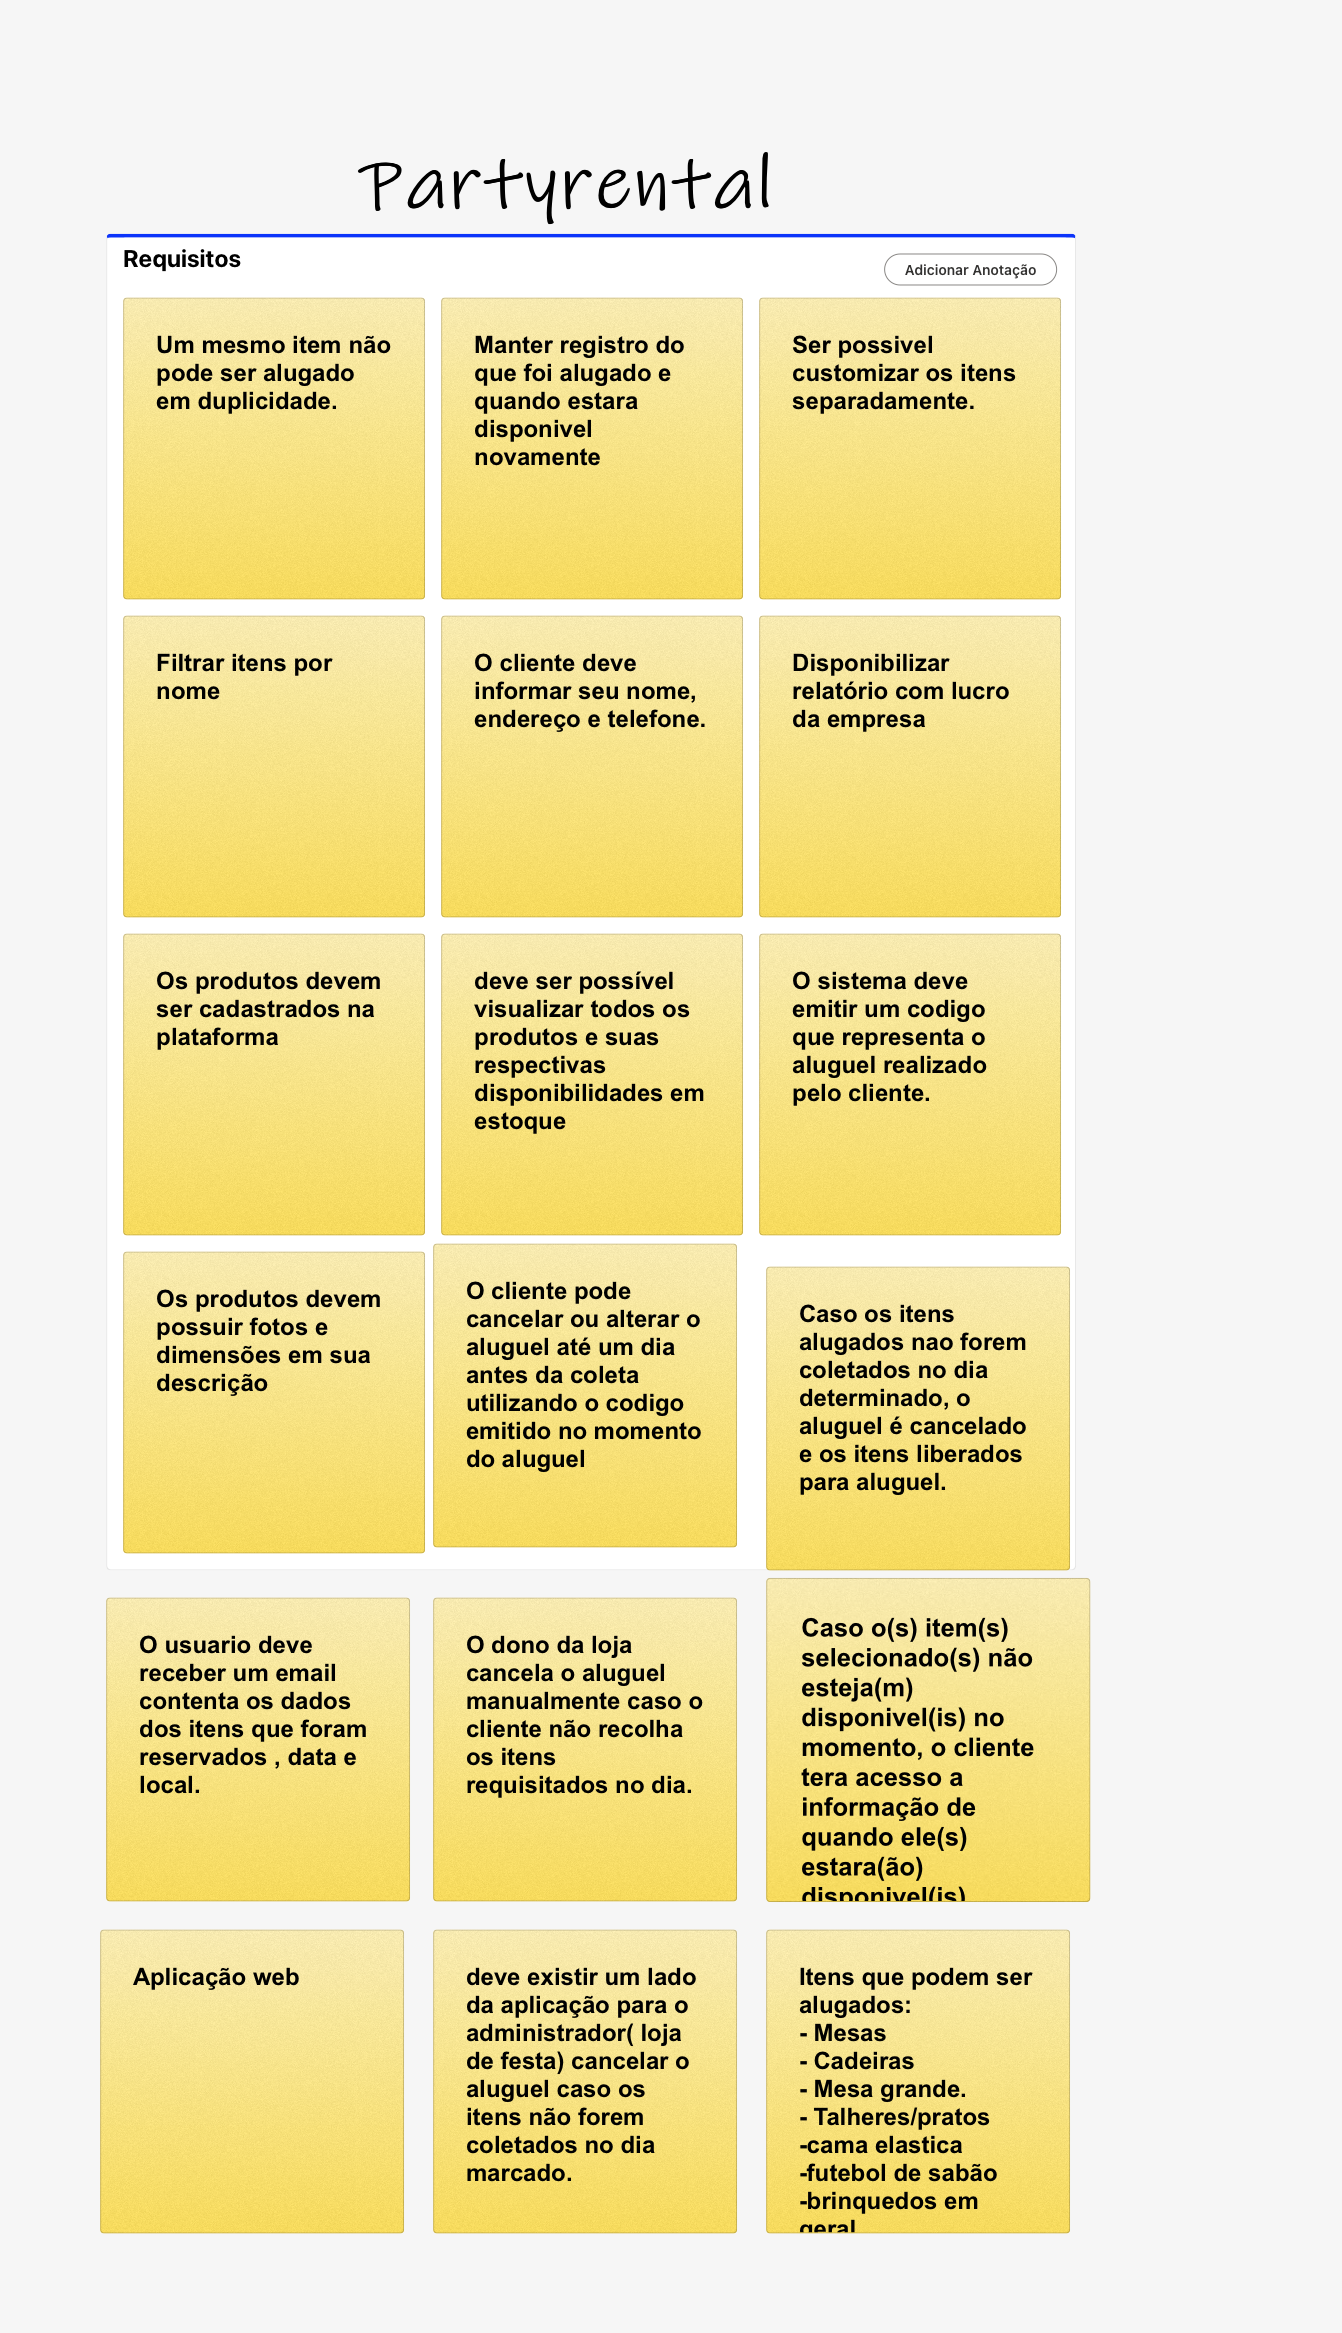 Partyrental
Requisitos
Adicionar Anotação
Um mesmo item não
pode ser alugado
em duplicidade.
Manter registro do
que foi alugado e
quando estara
disponivel
novamente
Ser possivel
customizar os itens
separadamente.
Filtrar itens por
nome
O cliente deve
informar seu nome,
endereço e telefone.
Disponibilizar
relatório com lucro
da empresa
Os produtos devem
ser cadastrados na
plataforma
deve ser possível
visualizar todos os
produtos e suas
respectivas
disponibilidades em
estoque
O sistema deve
emitir um codigo
que representa o
aluguel realizado
pelo cliente.
Os produtos devem
possuir fotos e
dimensões em sua
descrição
O cliente pode
cancelar ou alterar o
aluguel até um dia
antes da coleta
utilizando o codigo
emitido no momento
do aluguel
Caso os itens
alugados nao forem
coletados no dia
determinado, o
aluguel é cancelado
e os itens liberados
para aluguel.
O usuario deve
receber um email
contenta os dados
dos itens que foram
reservados , data e
local.
O dono da loja
cancela o aluguel
manualmente caso o
cliente não recolha
os itens
requisitados no dia.
Caso o(s) item(s)
selecionado(s) não
esteja(m)
disponivel(is) no
momento, o cliente
tera acesso a
informação de
quando ele(s)
estara(ão)
disponivel(is)
Aplicação web
deve existir um lado
da aplicação para o
administrador( loja
de festa) cancelar o
aluguel caso os
itens não forem
coletados no dia
marcado.
Itens que podem ser
alugados:
- Mesas
- Cadeiras
- Mesa grande.
- Talheres/pratos
-cama elastica
-futebol de sabão
-brinquedos em
geral